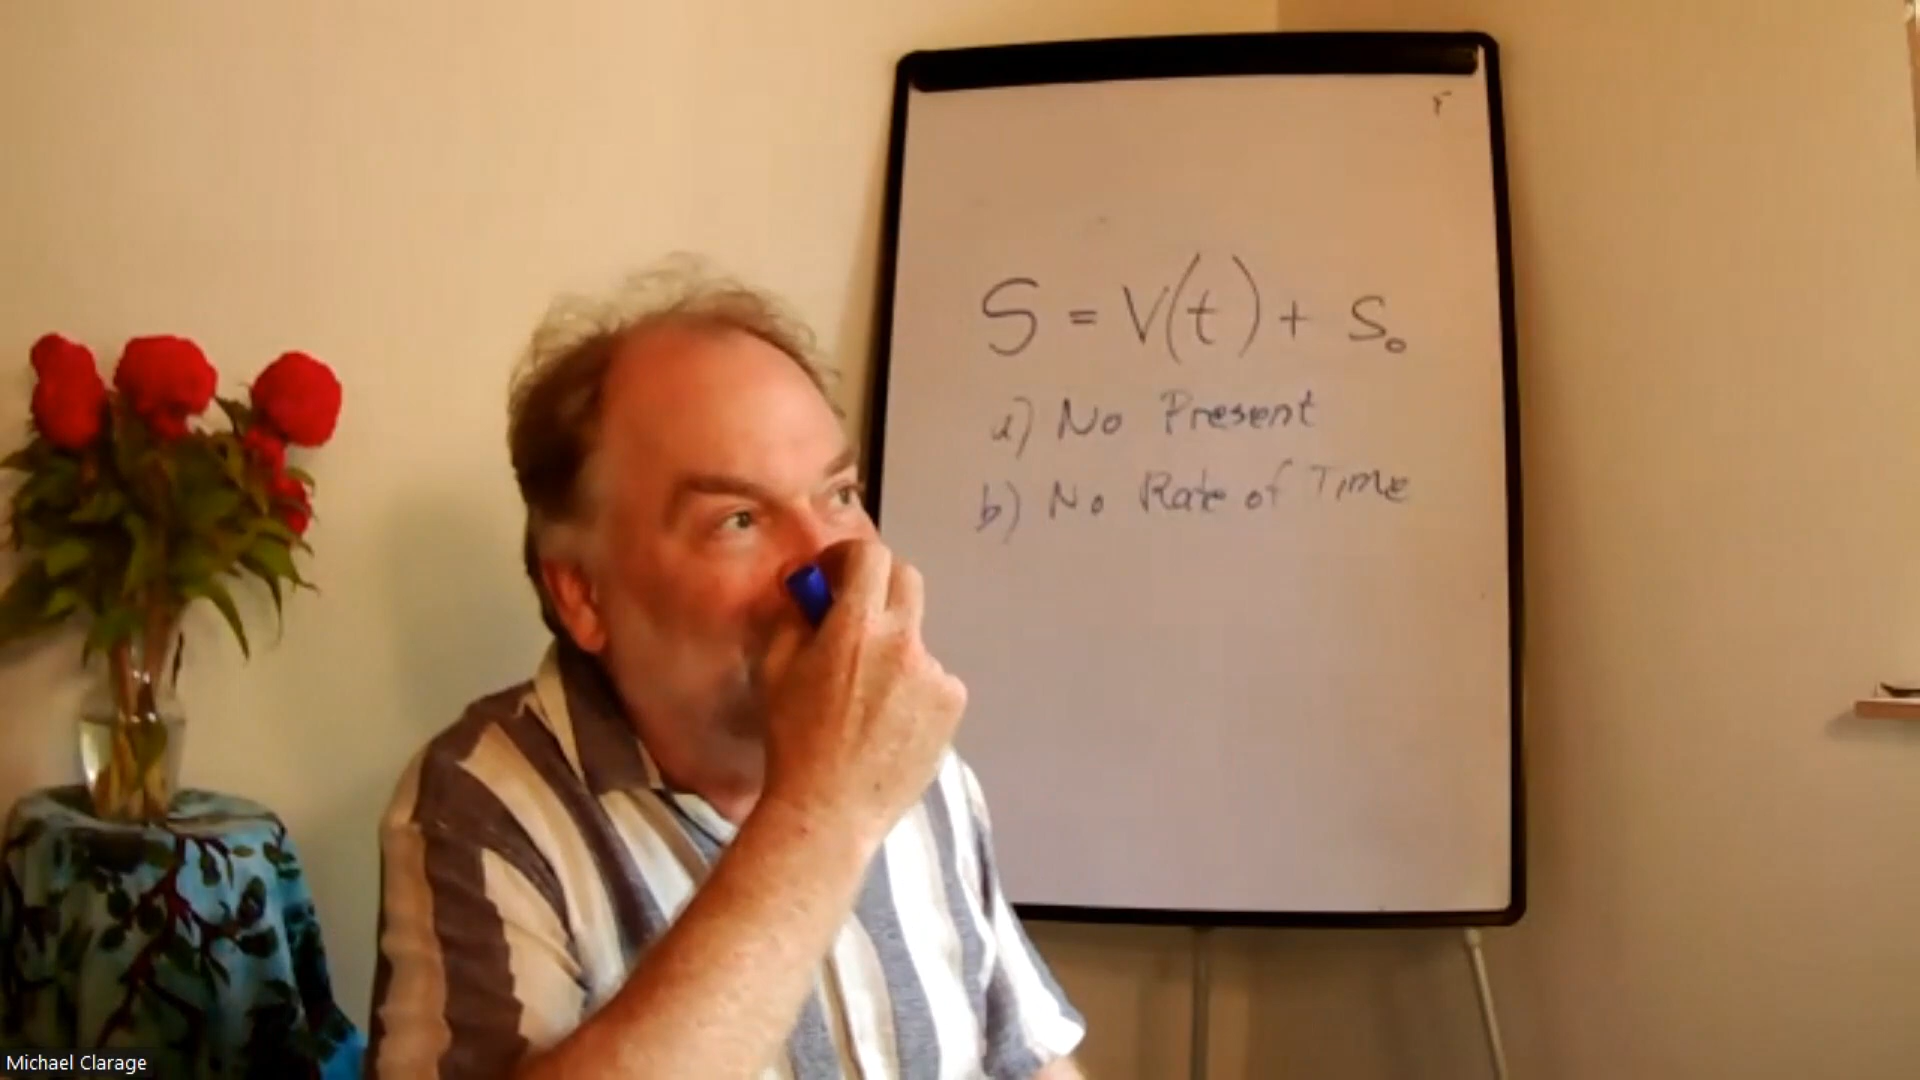 S = V(t) + S₀
a) No Present
b) No Rate of Time
Michael Clarage